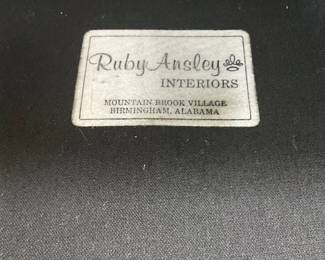 Ruby Ansley
INTERIORS
MOUNTAIN BROOK VILLAGE
BIRMINGHAM, ALABAMA